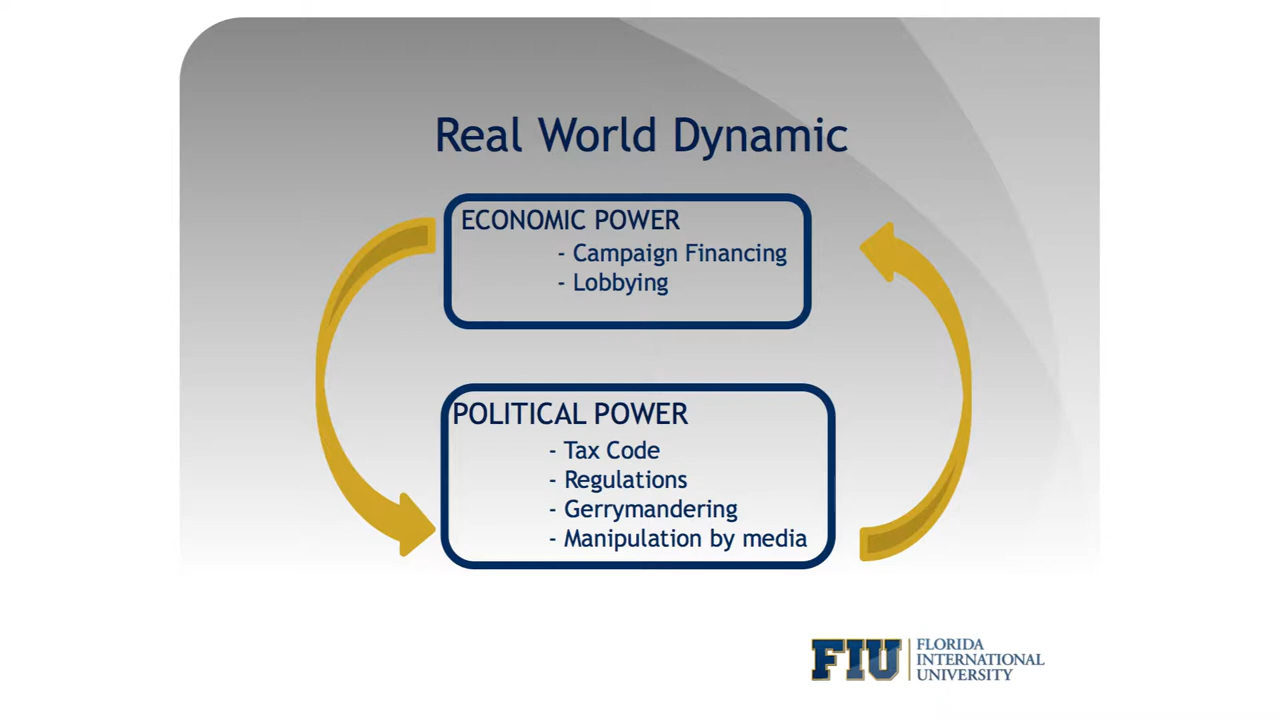 Real World Dynamic
ECONOMIC POWER
- Campaign Financing
- Lobbying
POLITICAL POWER
- Tax Code
- Regulations
- Gerrymandering
- Manipulation by media
FIU
FLORIDA
INTERNATIONAL
UNIVERSITY